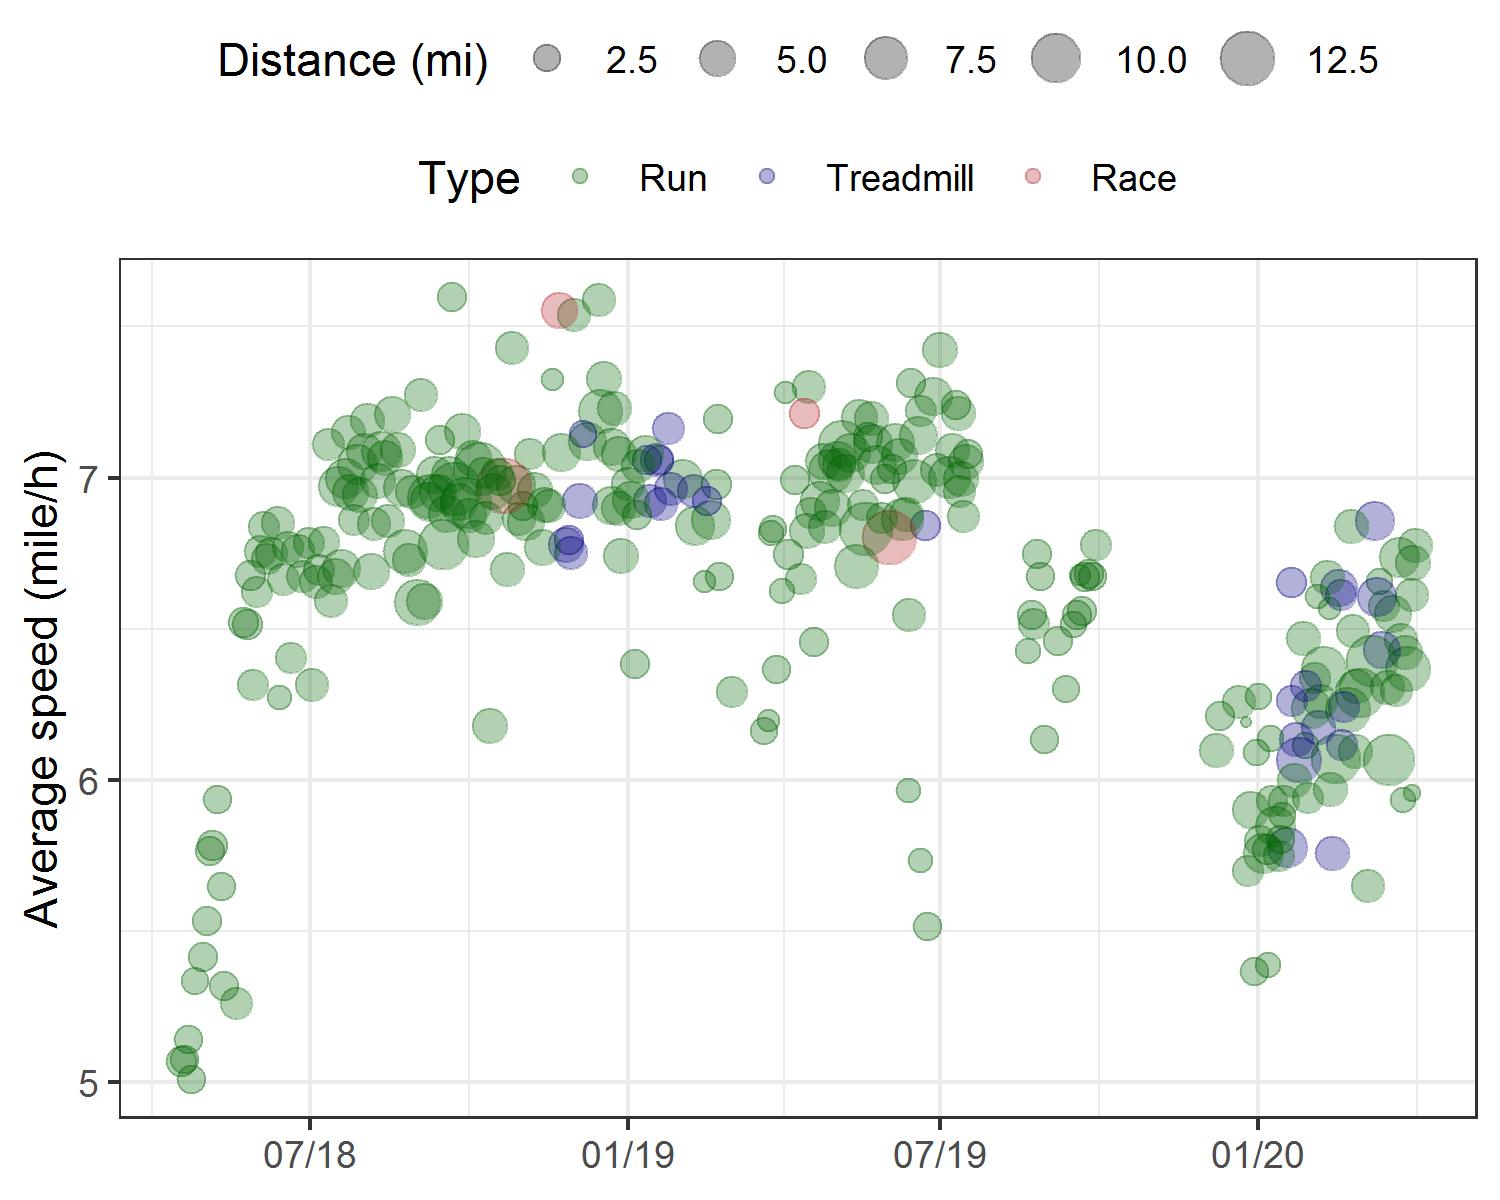 Distance (mi) 2.5 5.0 7.5 10.0 12.5
Type Run Treadmill Race
Average speed (mile/h)
7
6
5
07/18 01/19 07/19 01/20